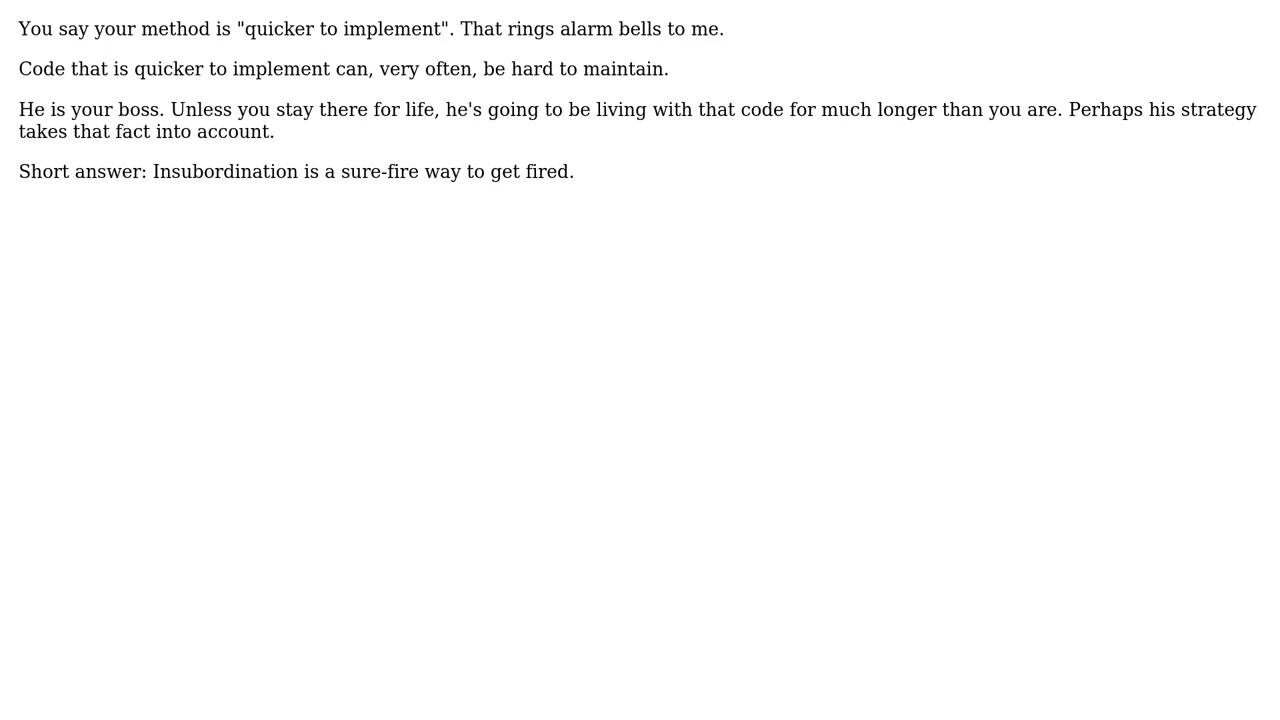 You say your method is "quicker to implement". That rings alarm bells to me.
Code that is quicker to implement can, very often, be hard to maintain.
He is your boss. Unless you stay there for life, he's going to be living with that code for much longer than you are. Perhaps his strategy
takes that fact into account.
Short answer: Insubordination is a sure-fire way to get fired.